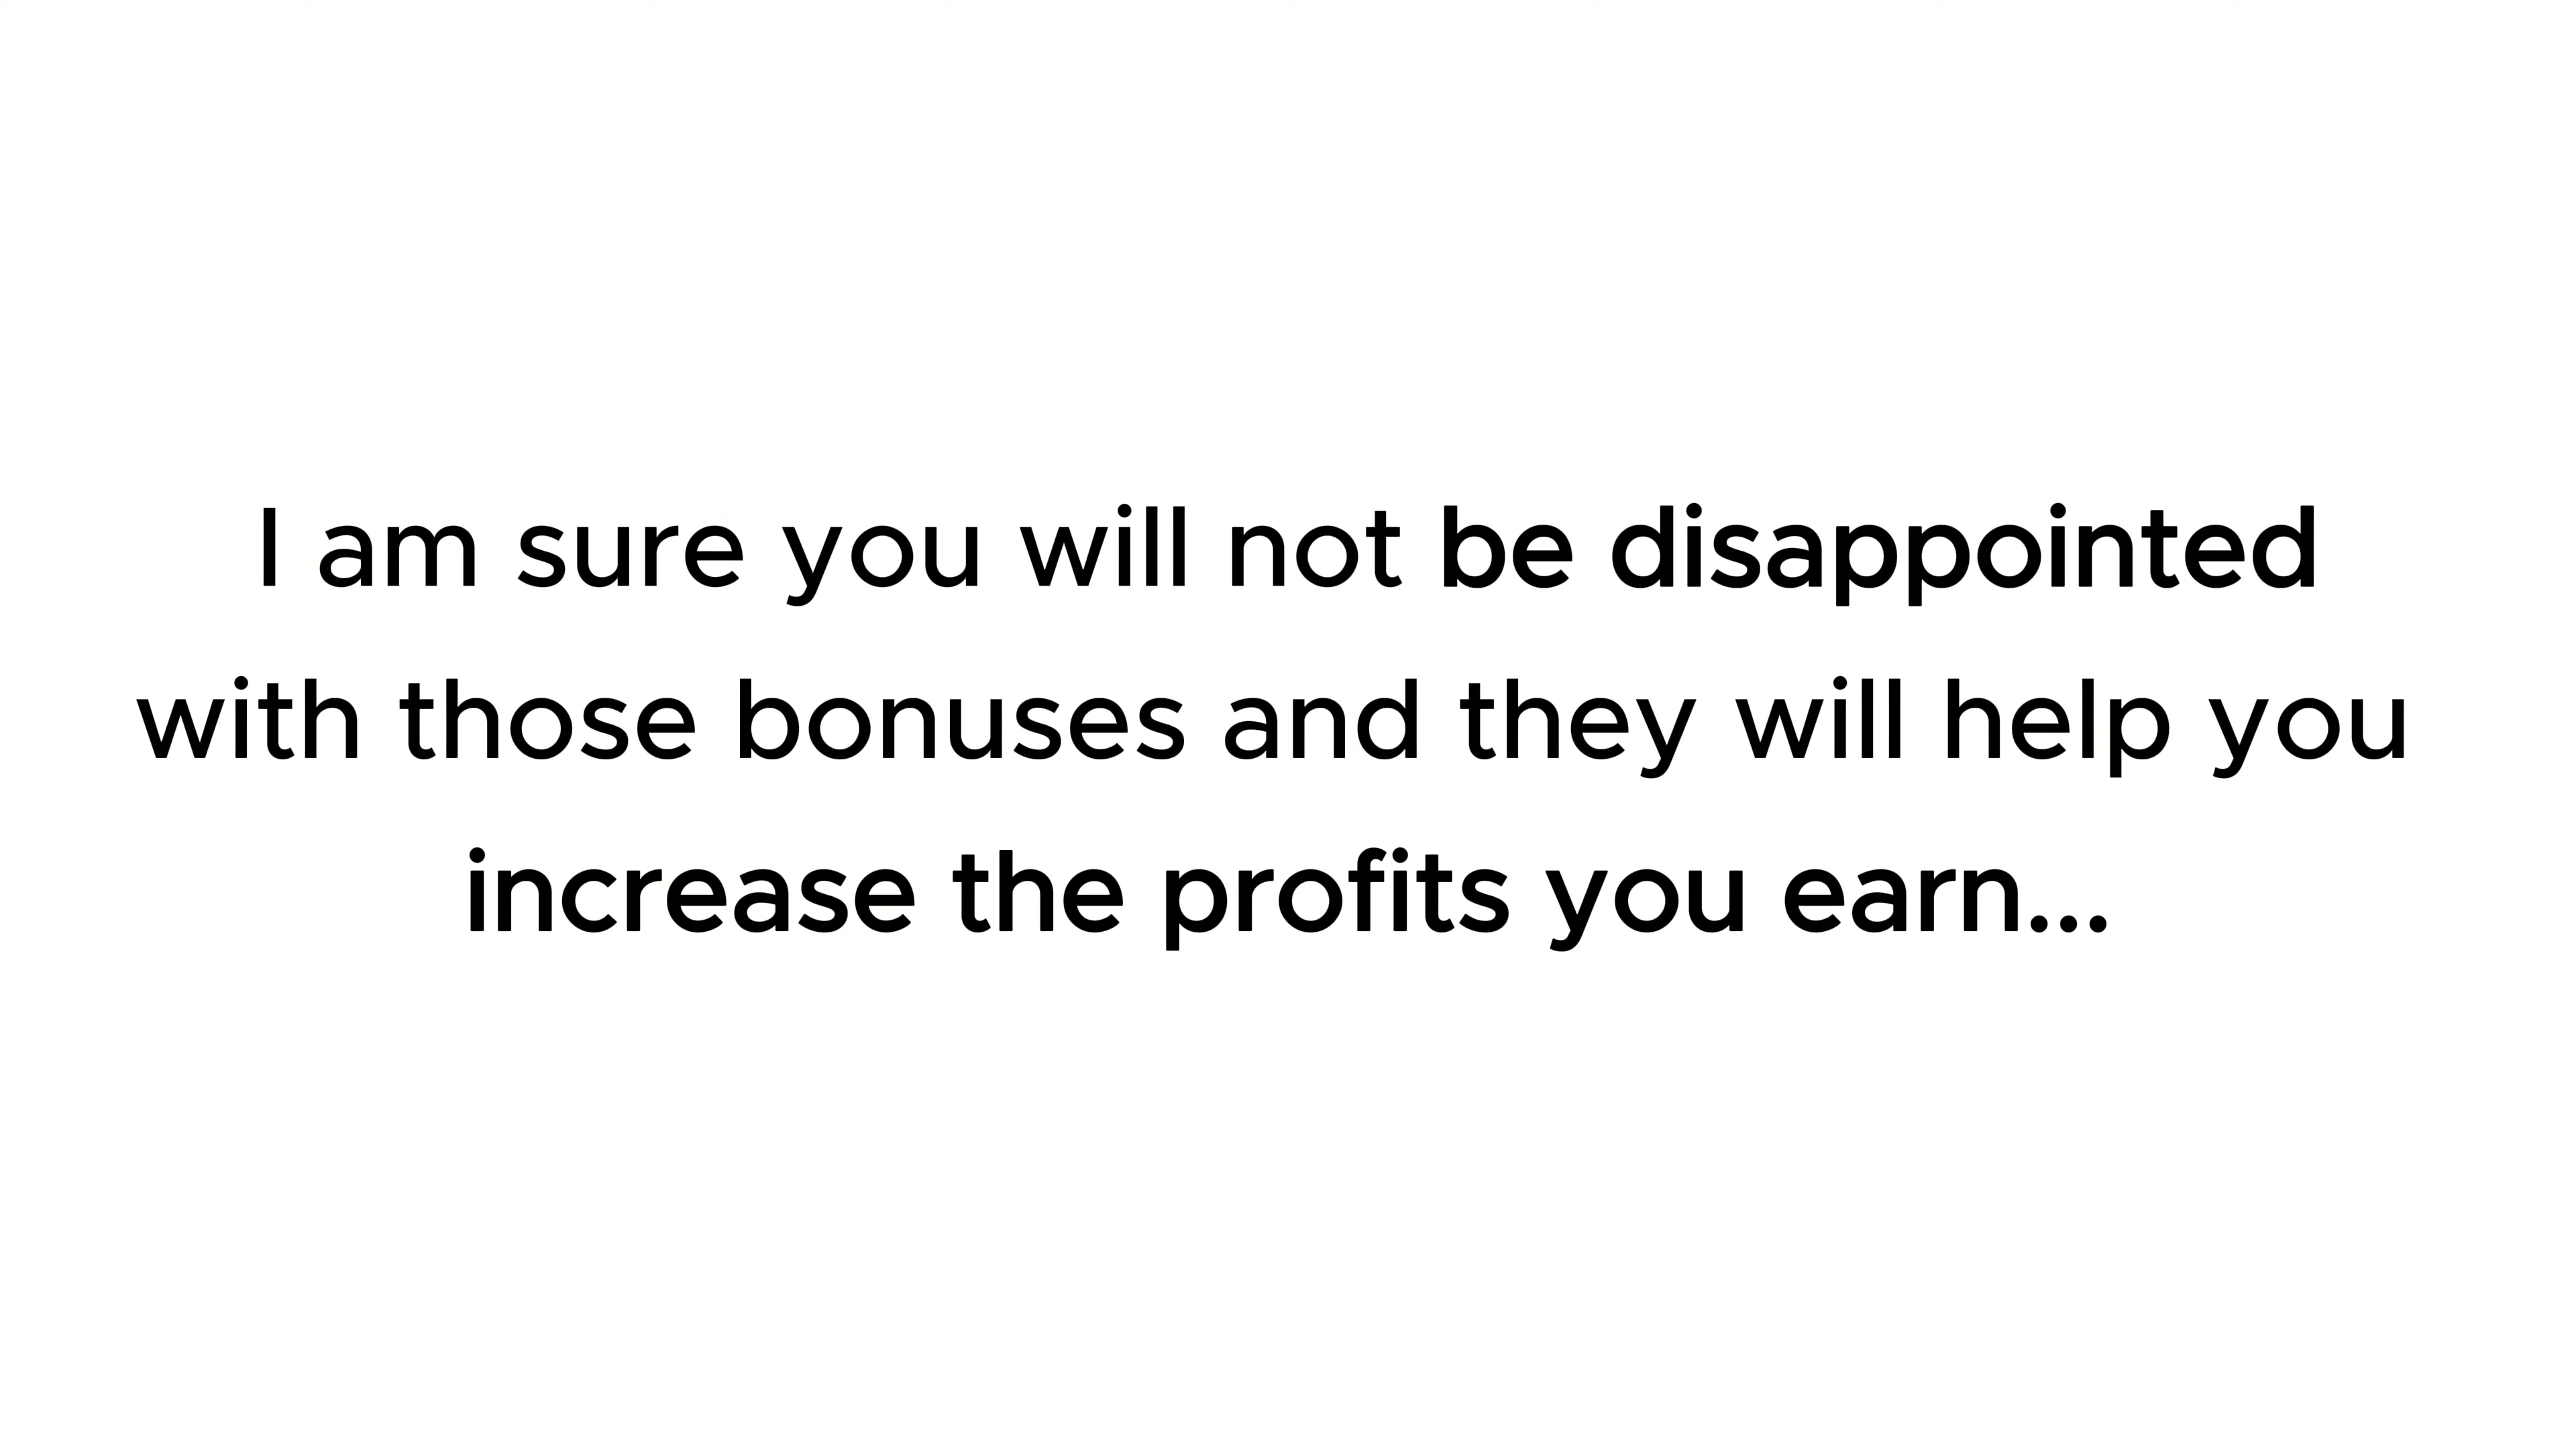 I am sure you will not be disappointed
with those bonuses and they will help you
increase the profits you earn...